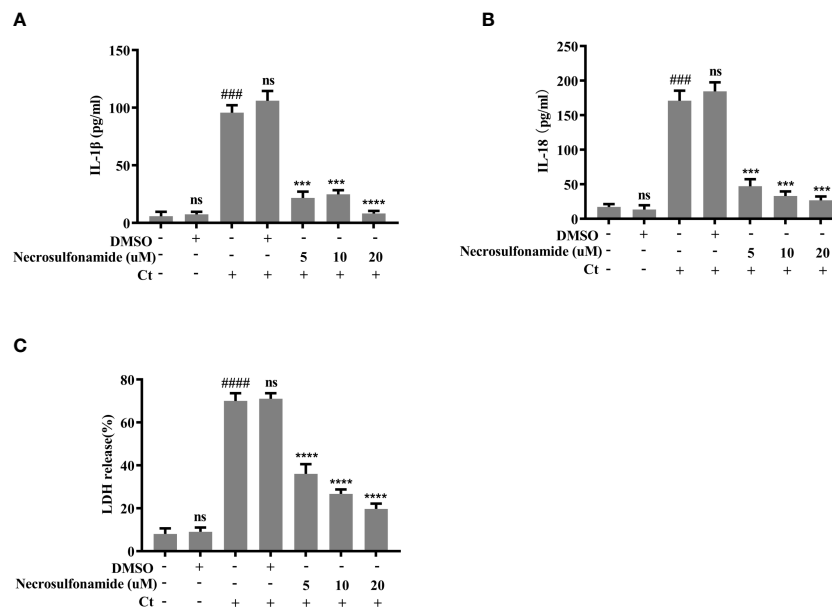 A
150
100
50
0
IL-1β (pg/ml)
ns
###
ns
***
***
****
DMSO - + - + - - -
Necrosulfonamide (uM) - - - - 5 10 20
Ct - - + + + + +
B
250
200
150
100
50
0
IL-18 (pg/ml)
ns
###
ns
***
***
***
DMSO - + - + - - -
Necrosulfonamide (uM) - - - - 5 10 20
Ct - - + + + + +
C
80
60
40
20
0
LDH release(%)
ns
####
ns
****
****
****
DMSO - + - + - - -
Necrosulfonamide (uM) - - - - 5 10 20
Ct - - + + + + +